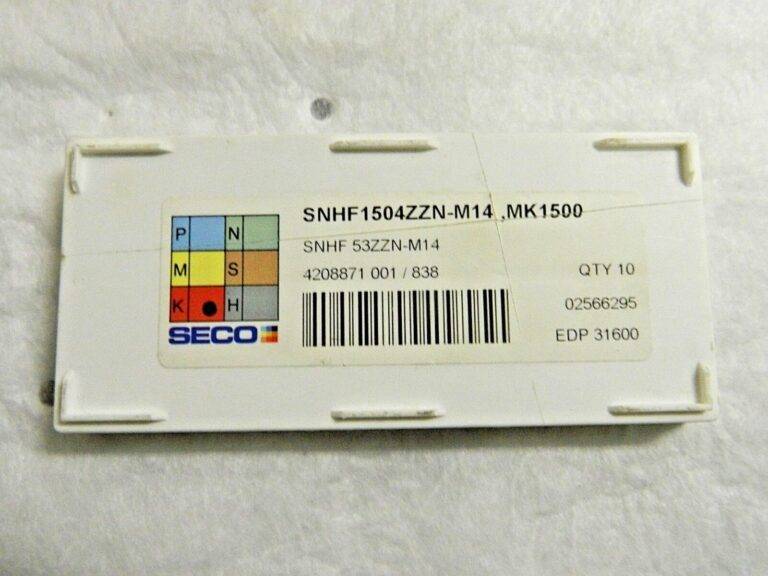 SNHF1504ZZN-M14 ,MK1500
SNHF 53ZZN-M14
4208871 001 / 838
QTY 10
02566295
EDP 31600
P N
M S
K H
SECO